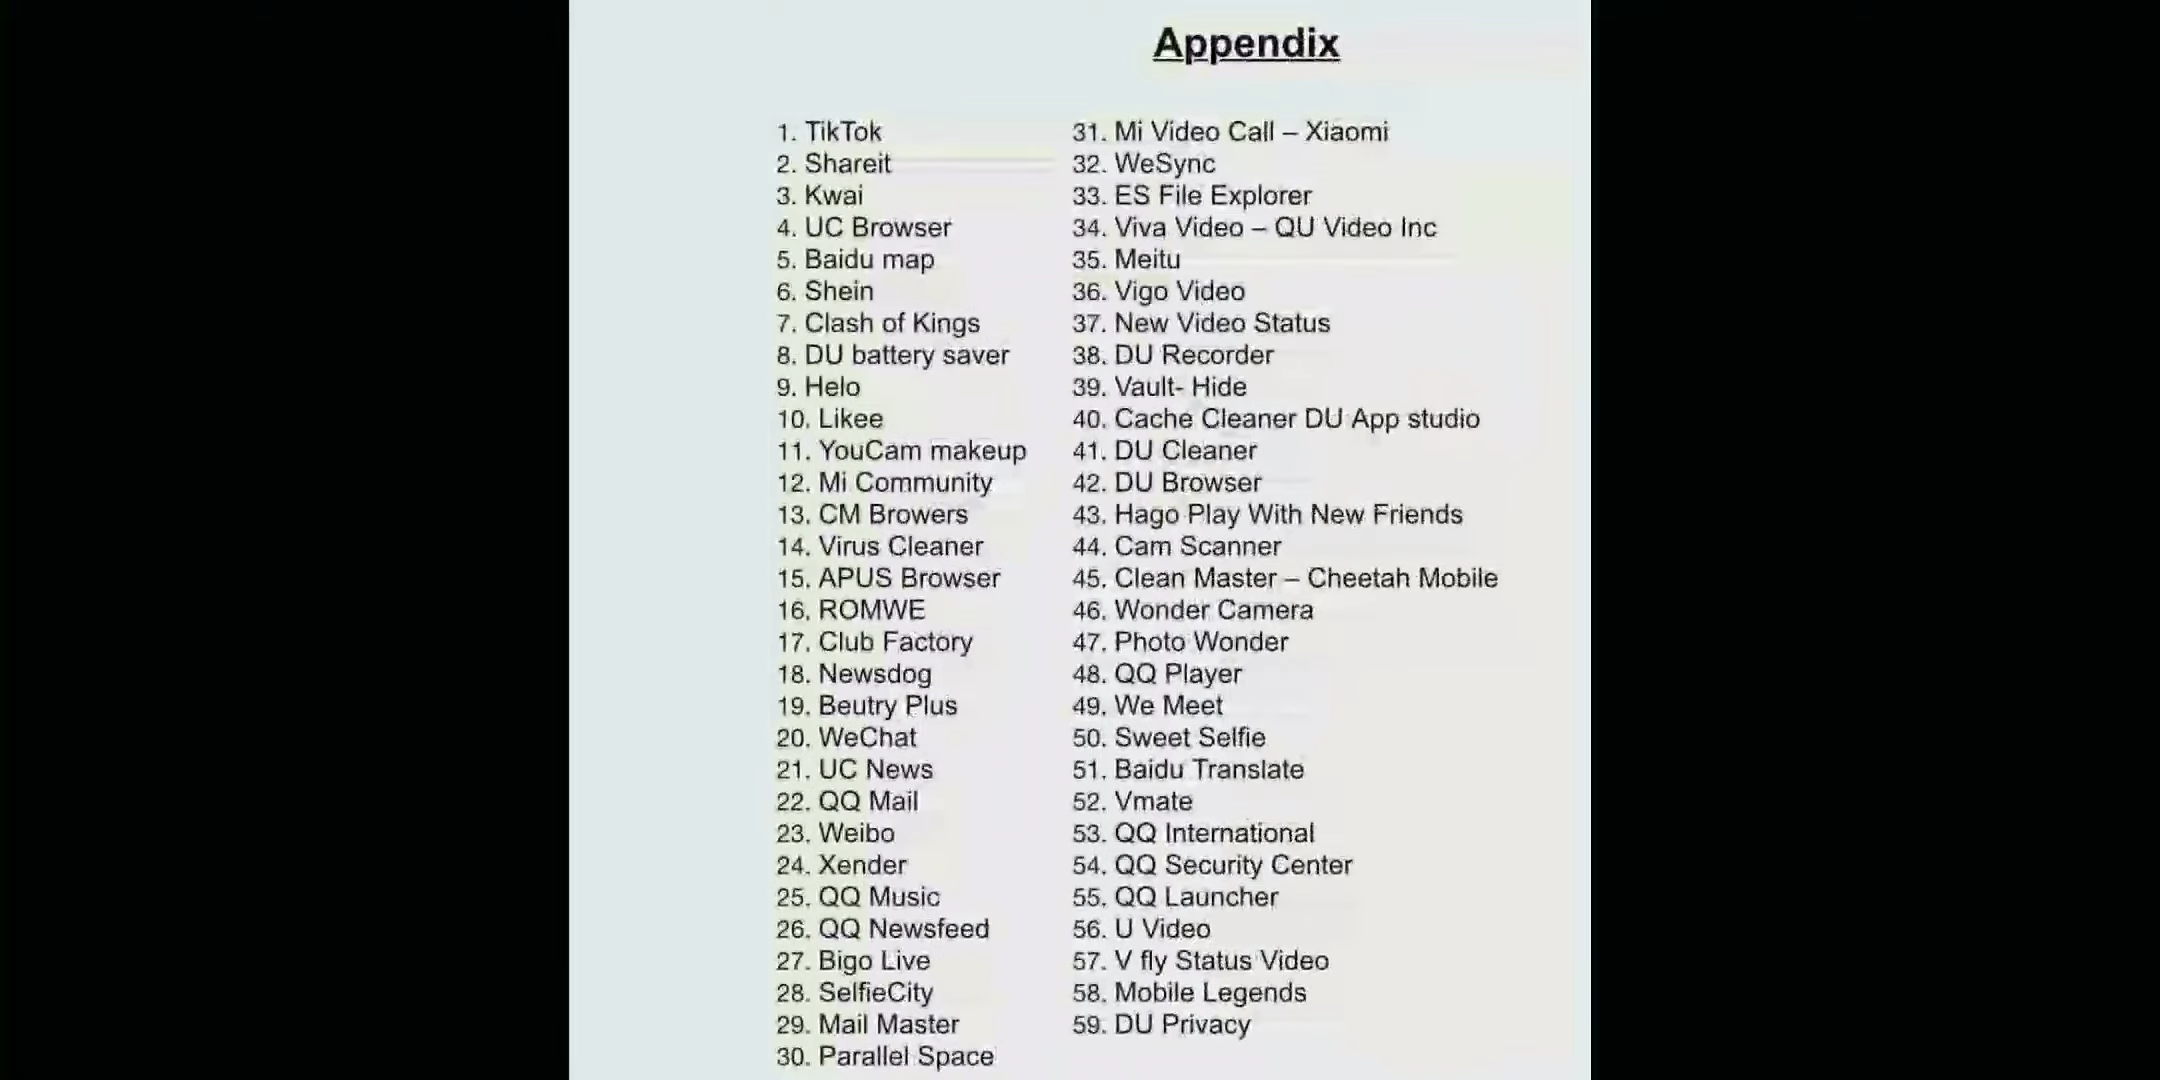 Appendix
1. TikTok
2. Shareit
3. Kwai
4. UC Browser
5. Baidu map
6. Shein
7. Clash of Kings
8. DU battery saver
9. Helo
10. Likee
11. YouCam makeup
12. Mi Community
13. CM Browers
14. Virus Cleaner
15. APUS Browser
16. ROMWE
17. Club Factory
18. Newsdog
19. Beutry Plus
20. WeChat
21. UC News
22. QQ Mail
23. Weibo
24. Xender
25. QQ Music
26. QQ Newsfeed
27. Bigo Live
28. SelfieCity
29. Mail Master
30. Parallel Space
31. Mi Video Call – Xiaomi
32. WeSync
33. ES File Explorer
34. Viva Video – QU Video Inc
35. Meitu
36. Vigo Video
37. New Video Status
38. DU Recorder
39. Vault- Hide
40. Cache Cleaner DU App studio
41. DU Cleaner
42. DU Browser
43. Hago Play With New Friends
44. Cam Scanner
45. Clean Master – Cheetah Mobile
46. Wonder Camera
47. Photo Wonder
48. QQ Player
49. We Meet
50. Sweet Selfie
51. Baidu Translate
52. Vmate
53. QQ International
54. QQ Security Center
55. QQ Launcher
56. U Video
57. V fly Status Video
58. Mobile Legends
59. DU Privacy